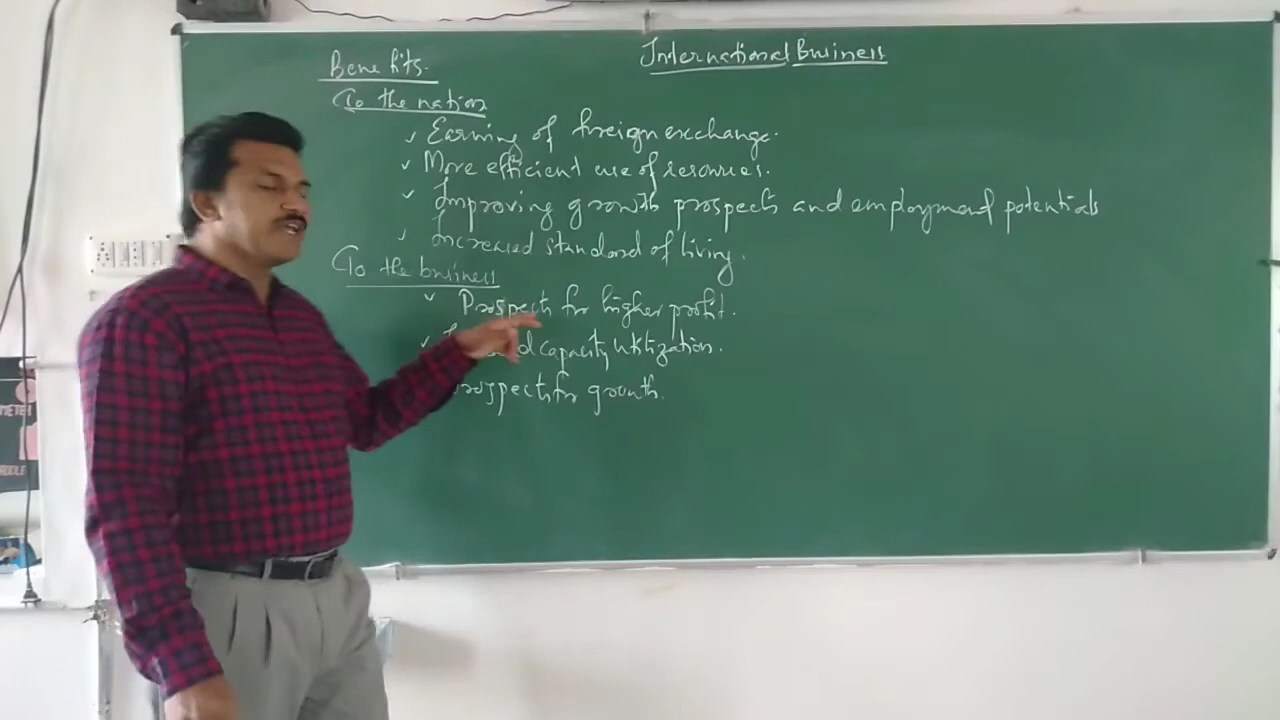 International Business
Benefits.
To the nation
✓ Earning of foreign exchange.
✓ More efficient use of resources.
✓ Improving growth prospects and employment potentials
✓ Increased standard of living.
To the business
✓ Prospects for higher profit.
✓ capacity utilization.
for growth.